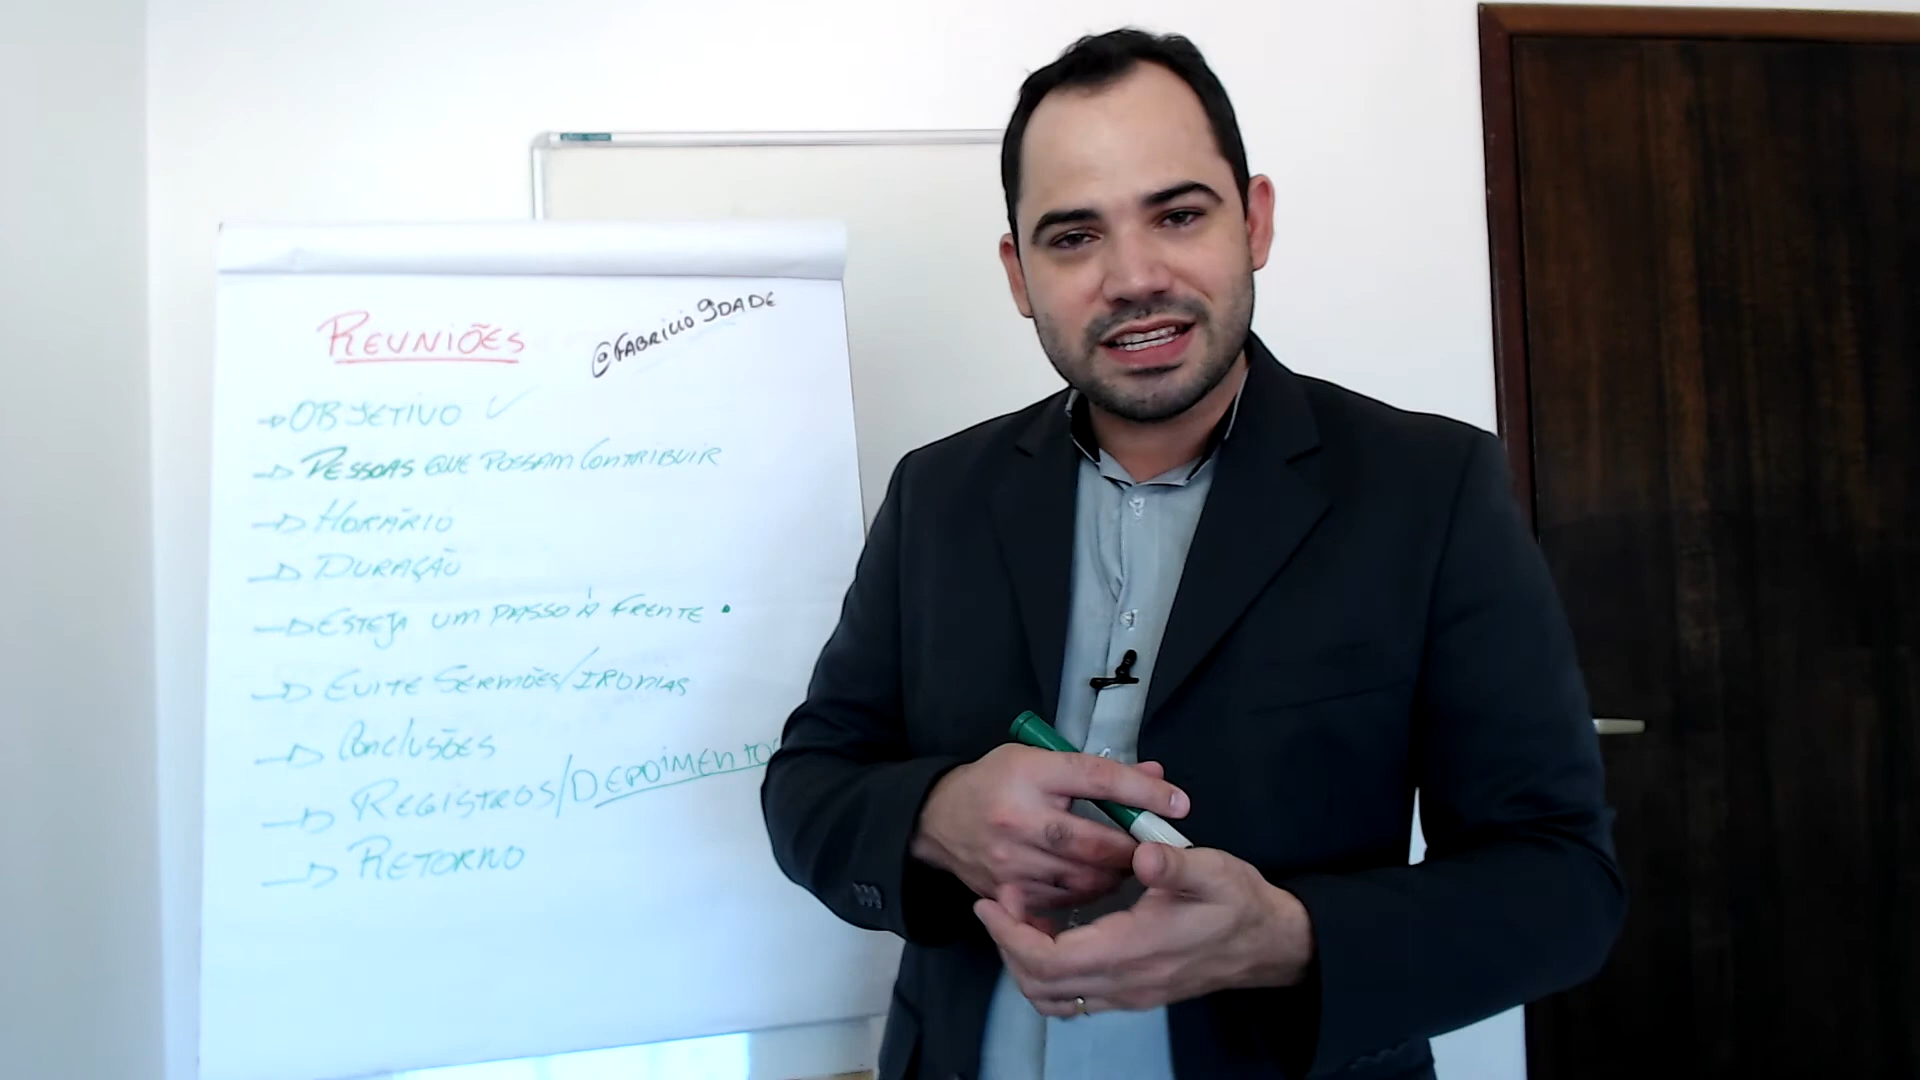 REUNIÕES
@FABRICIO9DADE
OBJETIVO
PESSOAS QUE POSSAM CONTRIBUIR
HORÁRIO
DURAÇÃO
ESTEJA UM PASSO À FRENTE
EVITE SERMÕES/IRONIAS
CONCLUSÕES
REGISTROS/DEPOIMENTOS
RETORNO